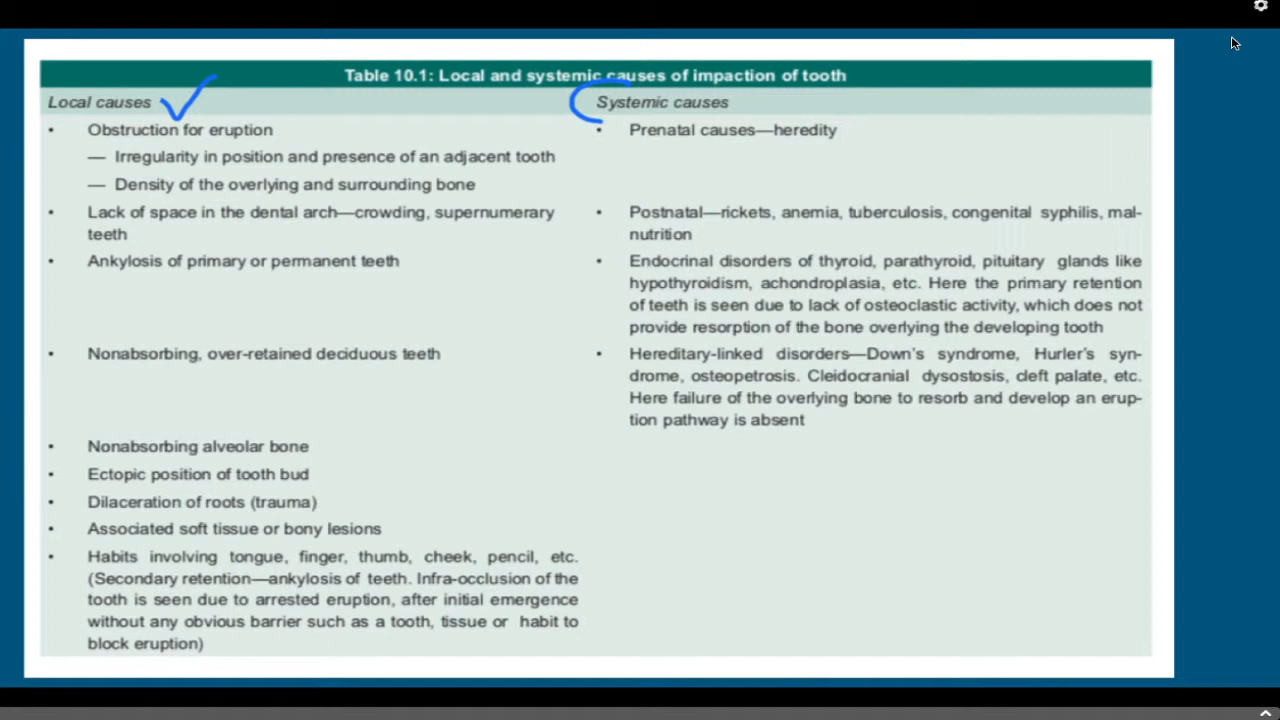 Table 10.1: Local and systemic causes of impaction of tooth
Local causes
Systemic causes
• Obstruction for eruption
— Irregularity in position and presence of an adjacent tooth
— Density of the overlying and surrounding bone
• Lack of space in the dental arch—crowding, supernumerary
teeth
• Ankylosis of primary or permanent teeth
• Nonabsorbing, over-retained deciduous teeth
• Nonabsorbing alveolar bone
• Ectopic position of tooth bud
• Dilaceration of roots (trauma)
• Associated soft tissue or bony lesions
• Habits involving tongue, finger, thumb, cheek, pencil, etc.
(Secondary retention—ankylosis of teeth. Infra-occlusion of the
tooth is seen due to arrested eruption, after initial emergence
without any obvious barrier such as a tooth, tissue or habit to
block eruption)
• Prenatal causes—heredity
• Postnatal—rickets, anemia, tuberculosis, congenital syphilis, mal-
nutrition
• Endocrinal disorders of thyroid, parathyroid, pituitary glands like
hypothyroidism, achondroplasia, etc. Here the primary retention
of teeth is seen due to lack of osteoclastic activity, which does not
provide resorption of the bone overlying the developing tooth
• Hereditary-linked disorders—Down's syndrome, Hurler's syn-
drome, osteopetrosis. Cleidocranial dysostosis, cleft palate, etc.
Here failure of the overlying bone to resorb and develop an erup-
tion pathway is absent